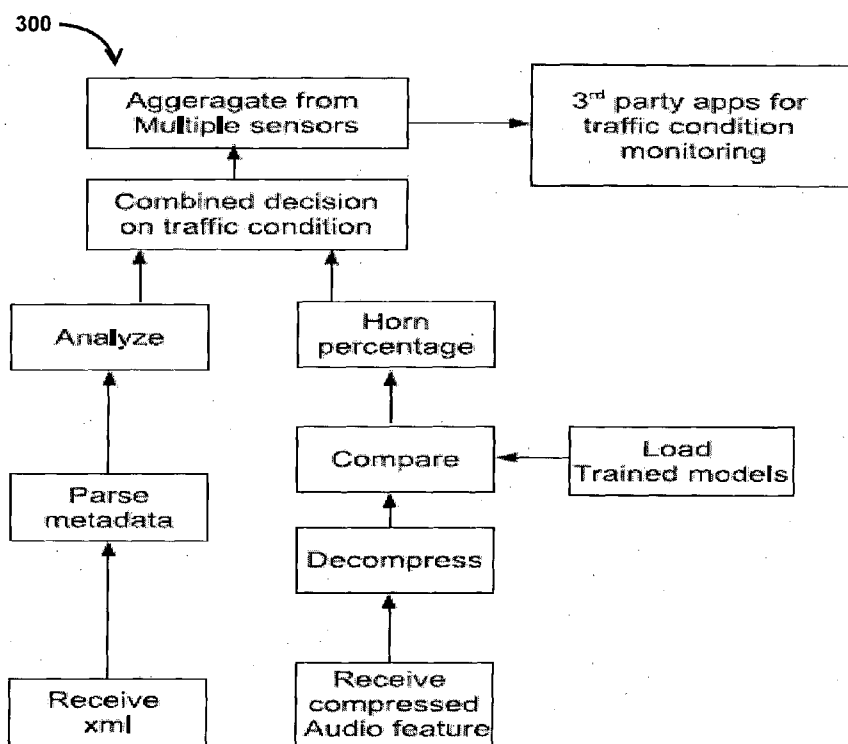 300
Aggeragate from
Multiple sensors
3rd party apps for
traffic condition
monitoring
Combined decision
on traffic condition
Analyze
Horn
percentage
Compare
Load
Trained models
Parse
metadata
Decompress
Receive
xml
Receive
compressed
Audio feature